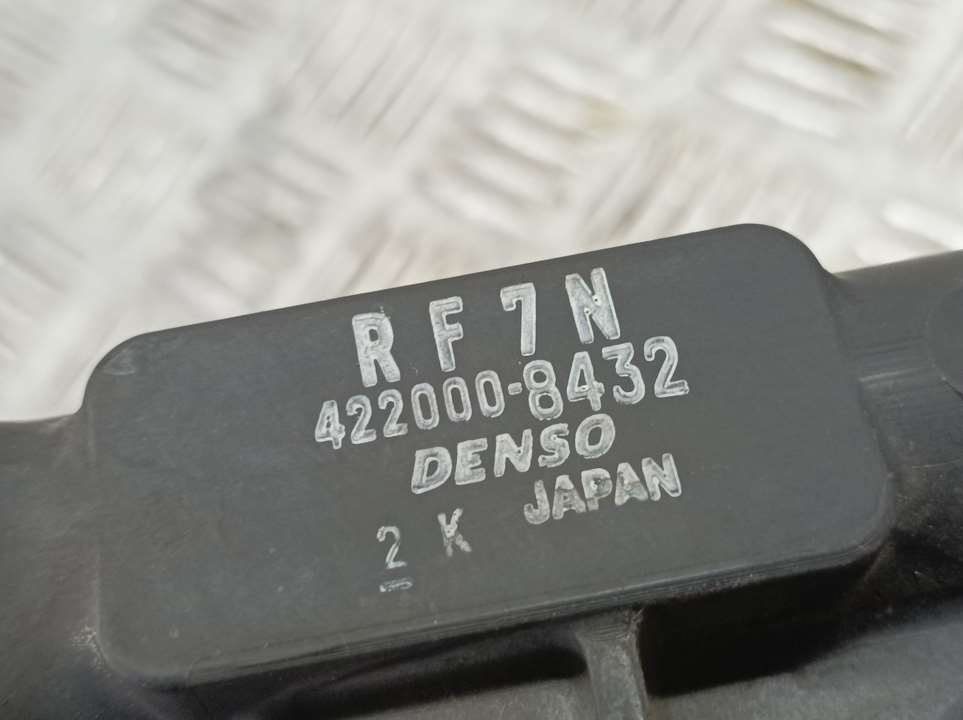 RF7N
422000-8432
DENSO
JAPAN
2 K